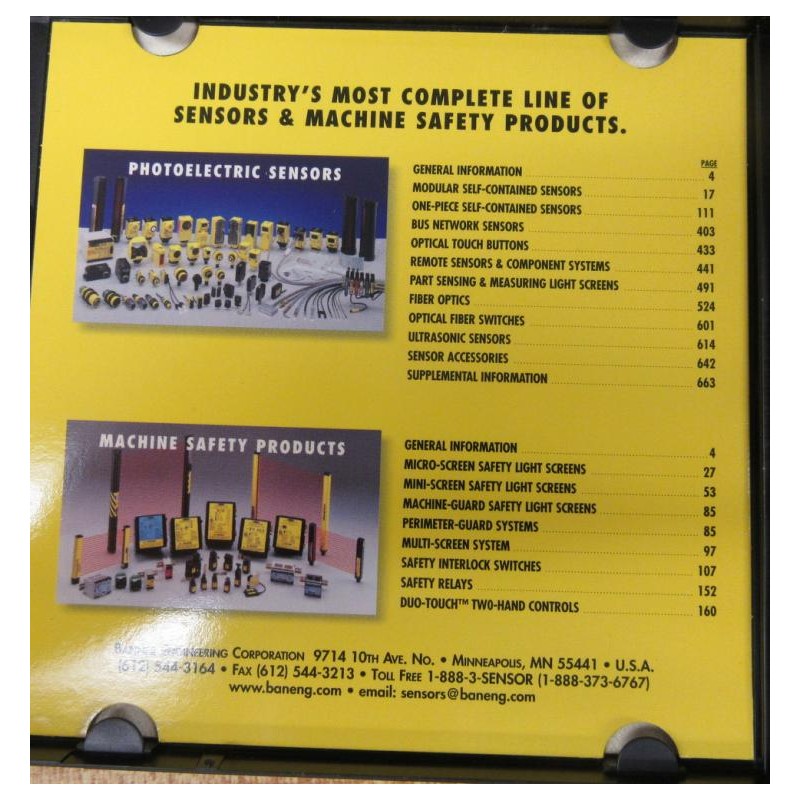 INDUSTRY'S MOST COMPLETE LINE OF
SENSORS & MACHINE SAFETY PRODUCTS.
PHOTOELECTRIC SENSORS
PAGE
GENERAL INFORMATION 4
MODULAR SELF-CONTAINED SENSORS 17
ONE-PIECE SELF-CONTAINED SENSORS 111
BUS NETWORK SENSORS 403
OPTICAL TOUCH BUTTONS 433
REMOTE SENSORS & COMPONENT SYSTEMS 441
PART SENSING & MEASURING LIGHT SCREENS 491
FIBER OPTICS 524
OPTICAL FIBER SWITCHES 601
ULTRASONIC SENSORS 614
SENSOR ACCESSORIES 642
SUPPLEMENTAL INFORMATION 663
MACHINE SAFETY PRODUCTS
GENERAL INFORMATION 4
MICRO-SCREEN SAFETY LIGHT SCREENS 27
MINI-SCREEN SAFETY LIGHT SCREENS 53
MACHINE-GUARD SAFETY LIGHT SCREENS 85
PERIMETER-GUARD SYSTEMS 85
MULTI-SCREEN SYSTEM 97
SAFETY INTERLOCK SWITCHES 107
SAFETY RELAYS 152
DUO-TOUCH™ TWO-HAND CONTROLS 160
BANNER ENGINEERING CORPORATION 9714 10TH AVE. NO. • MINNEAPOLIS, MN 55441 • U.S.A.
(612) 544-3164 • FAX (612) 544-3213 • TOLL FREE 1-888-3-SENSOR (1-888-373-6767)
www.baneng.com • email: sensors@baneng.com